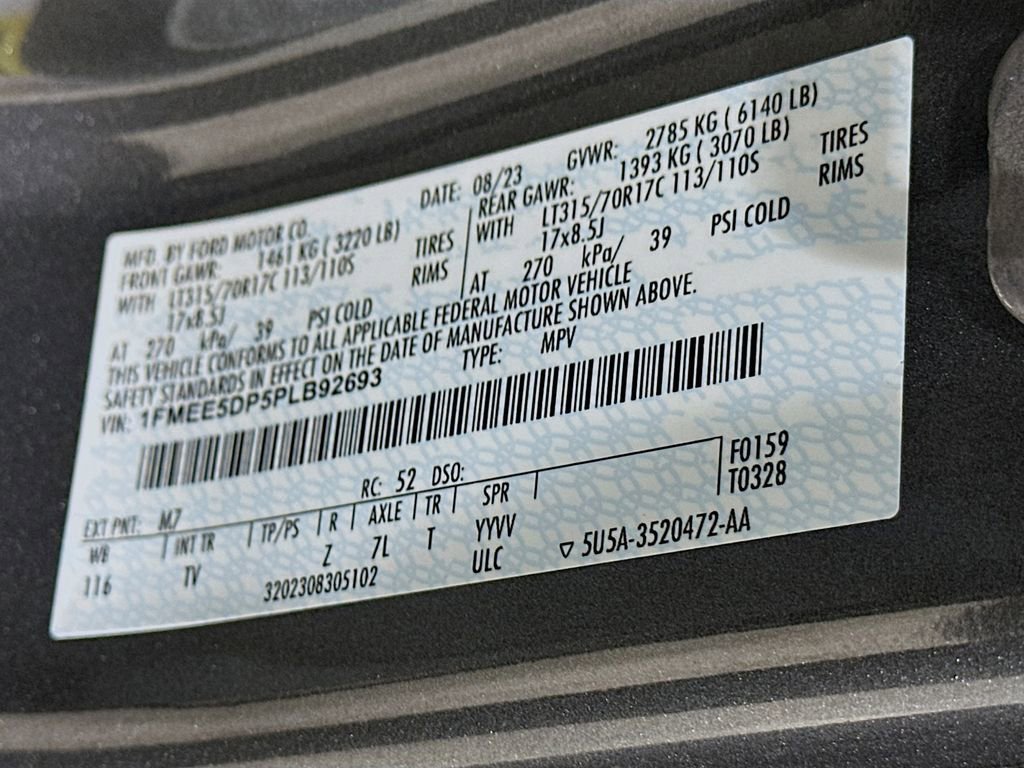 MFD. BY FORD MOTOR CO. DATE: 08/23 GVWR: 2785 KG ( 6140 LB)
FRONT GAWR: 1461 KG ( 3220 LB) REAR GAWR: 1393 KG ( 3070 LB)
WITH LT315/70R17C 113/110S TIRES WITH LT315/70R17C 113/110S TIRES
17x8.5J RIMS 17x8.5J RIMS
AT 270 kPa/ 39 PSI COLD AT 270 kPa/ 39 PSI COLD
THIS VEHICLE CONFORMS TO ALL APPLICABLE FEDERAL MOTOR VEHICLE
SAFETY STANDARDS IN EFFECT ON THE DATE OF MANUFACTURE SHOWN ABOVE.
VIN: 1FMEE5DP5PLB92693 TYPE: MPV
EXT PNT: M7 RC: 52 DSO: F0159
WB INT TR TP/PS R AXLE TR SPR T0328
116 TV Z 7L T YYVV
3202308305102 ULC ▽ 5U5A-3520472-AA